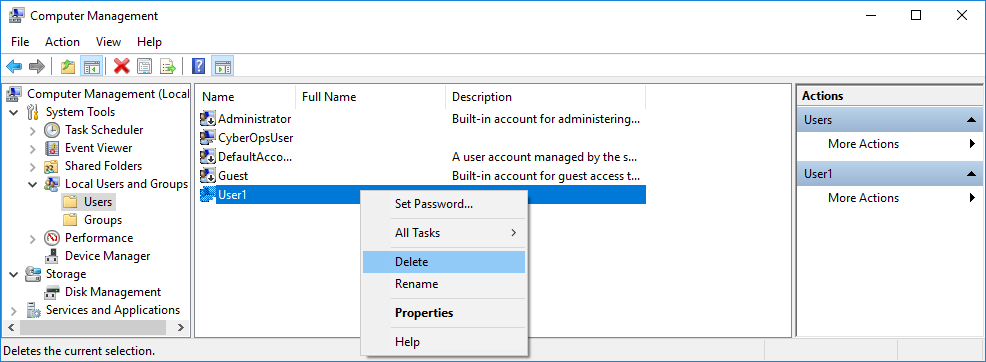 Computer Management
File Action View Help
Computer Management (Local
System Tools
Task Scheduler
Event Viewer
Shared Folders
Local Users and Groups
Users
Groups
Performance
Device Manager
Storage
Disk Management
Services and Applications
Name Full Name Description
Administrator Built-in account for administering...
CyberOpsUser
DefaultAcco... A user account managed by the s...
Guest Built-in account for guest access t...
User1
Set Password...
All Tasks
Delete
Rename
Properties
Help
Actions
Users
More Actions
User1
More Actions
Deletes the current selection.